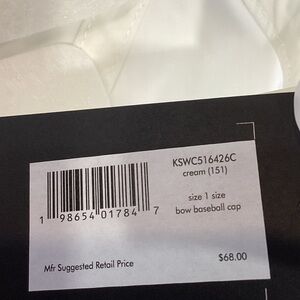 KSWC516426C
cream (151)
size 1 size
bow baseball cap
1 98654 01784 7
Mfr Suggested Retail Price
$68.00